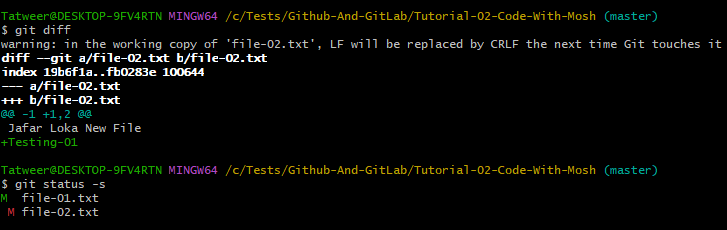 Tatweer@DESKTOP-9FV4RTN MINGW64 /c/Tests/Github-And-GitLab/Tutorial-02-Code-With-Mosh (master)
$ git diff
warning: in the working copy of 'file-02.txt', LF will be replaced by CRLF the next time Git touches it
diff --git a/file-02.txt b/file-02.txt
index 19b6f1a..fb0283e 100644
--- a/file-02.txt
+++ b/file-02.txt
@@ -1 +1,2 @@
 Jafar Loka New File
+Testing-01

Tatweer@DESKTOP-9FV4RTN MINGW64 /c/Tests/Github-And-GitLab/Tutorial-02-Code-With-Mosh (master)
$ git status -s
M  file-01.txt
 M file-02.txt